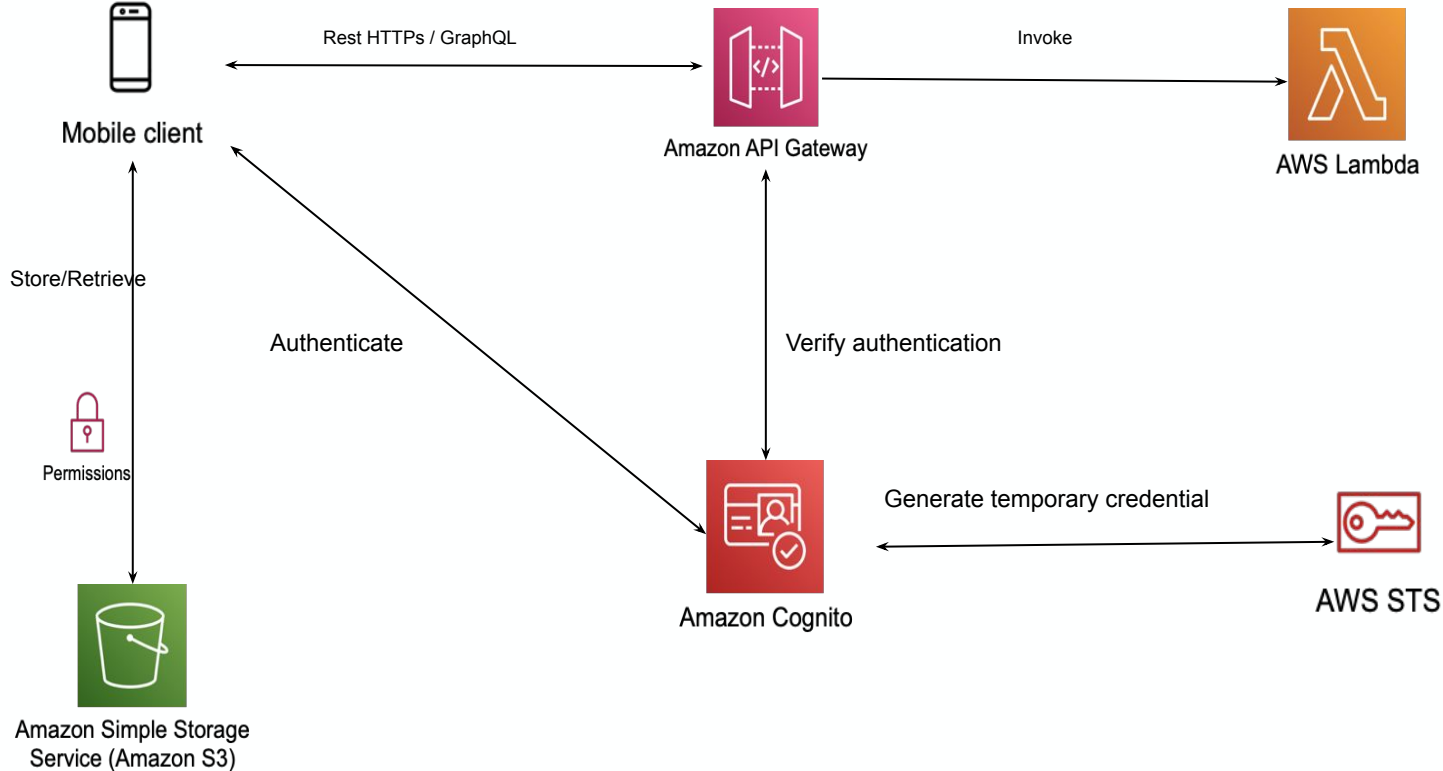 Rest HTTPs / GraphQL
Invoke
Mobile client
Amazon API Gateway
AWS Lambda
Store/Retrieve
Authenticate
Verify authentication
Permissions
Generate temporary credential
Amazon Cognito
AWS STS
Amazon Simple Storage
Service (Amazon S3)